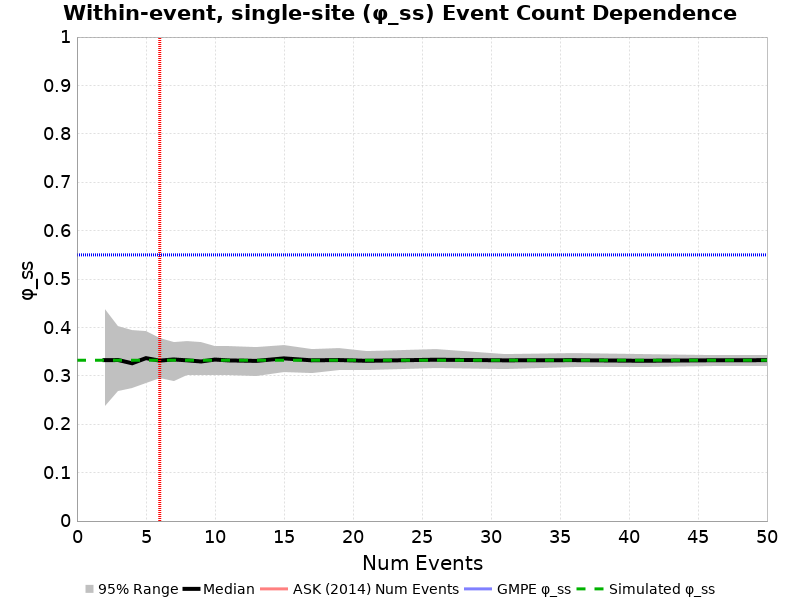 Within-event, single-site (φ_ss) Event Count Dependence
1
0.9
0.8
0.7
0.6
0.5
0.4
0.3
0.2
0.1
0
φ_ss
0 5 10 15 20 25 30 35 40 45 50
Num Events
95% Range Median ASK (2014) Num Events GMPE φ_ss Simulated φ_ss